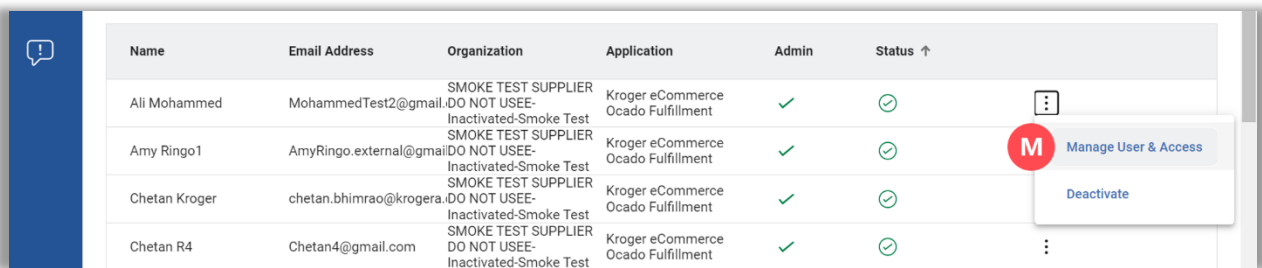 Name Email Address Organization Application Admin Status ↑
Ali Mohammed MohammedTest2@gmail. SMOKE TEST SUPPLIER
DO NOT USEE-
Inactivated-Smoke Test
Kroger eCommerce
Ocado Fulfillment
M Manage User & Access
Deactivate
Amy Ringo1 AmyRingo.external@gmail SMOKE TEST SUPPLIER
DO NOT USEE-
Inactivated-Smoke Test
Kroger eCommerce
Ocado Fulfillment
Chetan Kroger chetan.bhimrao@krogera. SMOKE TEST SUPPLIER
DO NOT USEE-
Inactivated-Smoke Test
Kroger eCommerce
Ocado Fulfillment
Chetan R4 Chetan4@gmail.com SMOKE TEST SUPPLIER
DO NOT USEE-
Inactivated-Smoke Test
Kroger eCommerce
Ocado Fulfillment